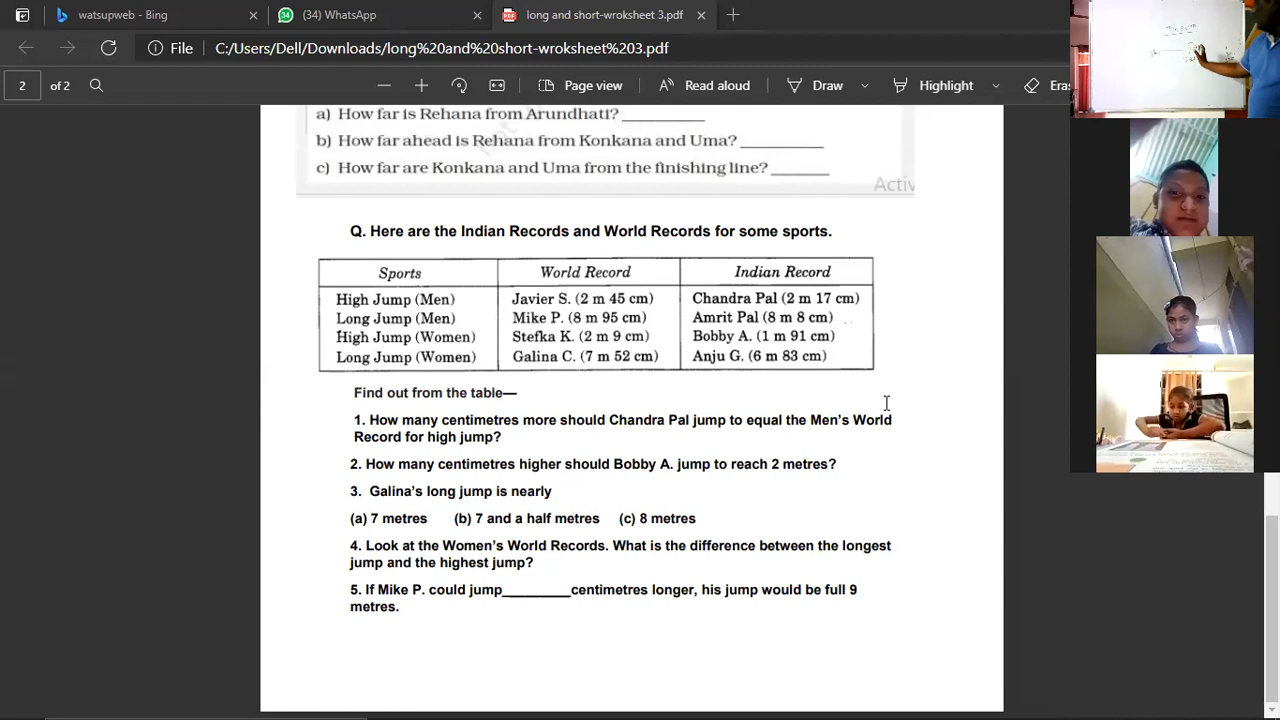 watsupweb - Bing
(34) WhatsApp
long and short-wroksheet 3.pdf
File
C:/Users/Dell/Downloads/long%20and%20short-wroksheet%203.pdf
2 of 2
Page view
Read aloud
Draw
Highlight
Eras
a) How far is Rehana from Arundhati? __________
b) How far ahead is Rehana from Konkana and Uma? __________
c) How far are Konkana and Uma from the finishing line? _______
Activ
Q. Here are the Indian Records and World Records for some sports.
Sports World Record Indian Record
High Jump (Men) Javier S. (2 m 45 cm) Chandra Pal (2 m 17 cm)
Long Jump (Men) Mike P. (8 m 95 cm) Amrit Pal (8 m 8 cm)
High Jump (Women) Stefka K. (2 m 9 cm) Bobby A. (1 m 91 cm)
Long Jump (Women) Galina C. (7 m 52 cm) Anju G. (6 m 83 cm)
Find out from the table—
1. How many centimetres more should Chandra Pal jump to equal the Men’s World
Record for high jump?
2. How many centimetres higher should Bobby A. jump to reach 2 metres?
3. Galina’s long jump is nearly
(a) 7 metres (b) 7 and a half metres (c) 8 metres
4. Look at the Women’s World Records. What is the difference between the longest
jump and the highest jump?
5. If Mike P. could jump_________centimetres longer, his jump would be full 9
metres.